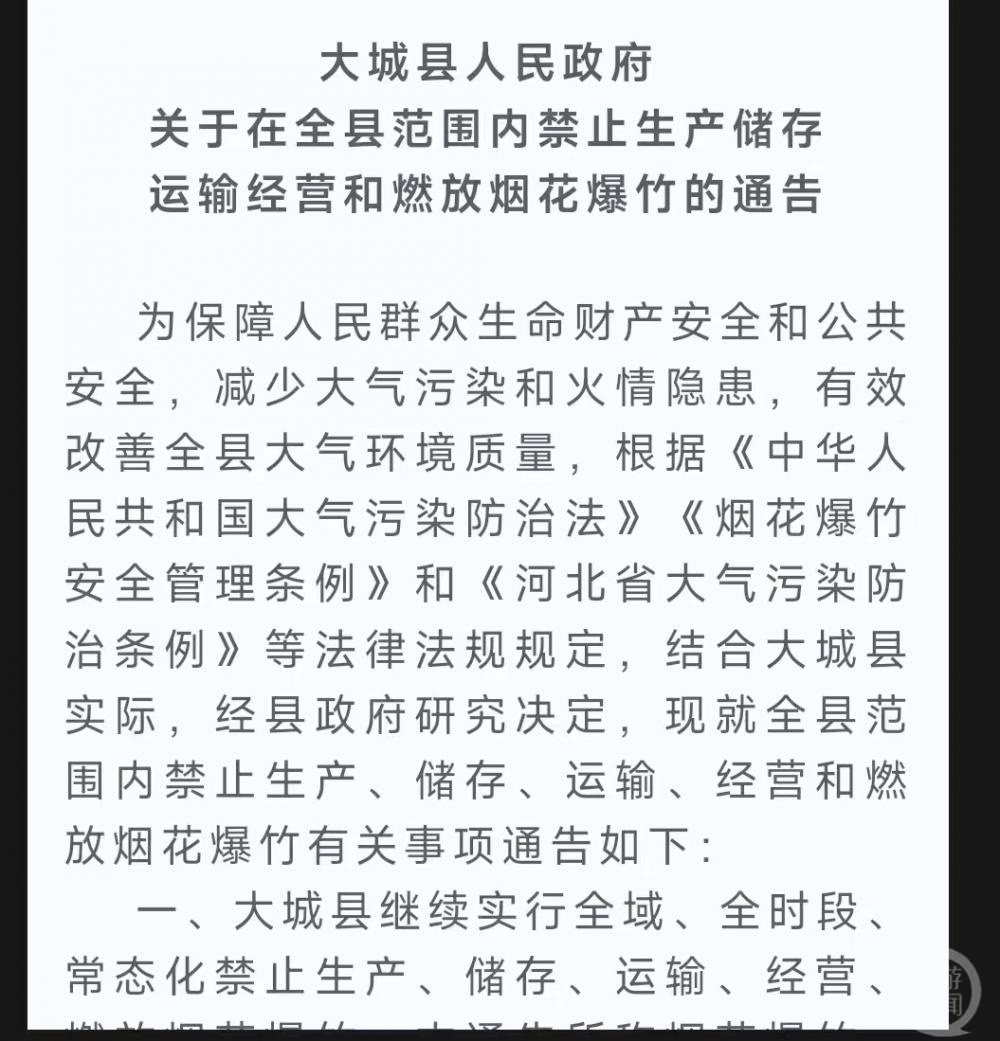 大城县人民政府
关于在全县范围内禁止生产储存
运输经营和燃放烟花爆竹的通告
为保障人民群众生命财产安全和公共
安全，减少大气污染和火情隐患，有效
改善全县大气环境质量，根据《中华人
民共和国大气污染防治法》《烟花爆竹
安全管理条例》和《河北省大气污染防
治条例》等法律法规规定，结合大城县
实际，经县政府研究决定，现就全县范
围内禁止生产、储存、运输、经营和燃
放烟花爆竹有关事项通告如下：
一、大城县继续实行全域、全时段、
常态化禁止生产、储存、运输、经营、